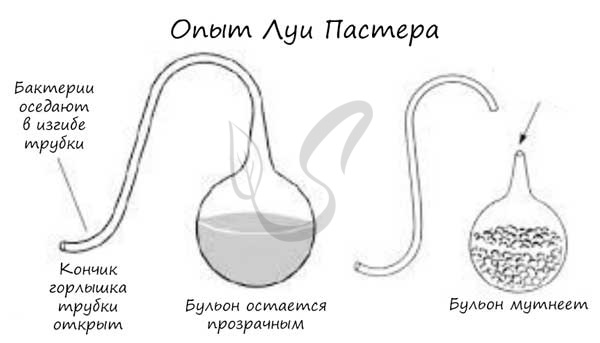 Опыт Луи Пастера
Бактерии
оседают
в изгибе
трубки
Кончик
горлышка
трубки
открыт
Бульон остается
прозрачным
Бульон мутнеет